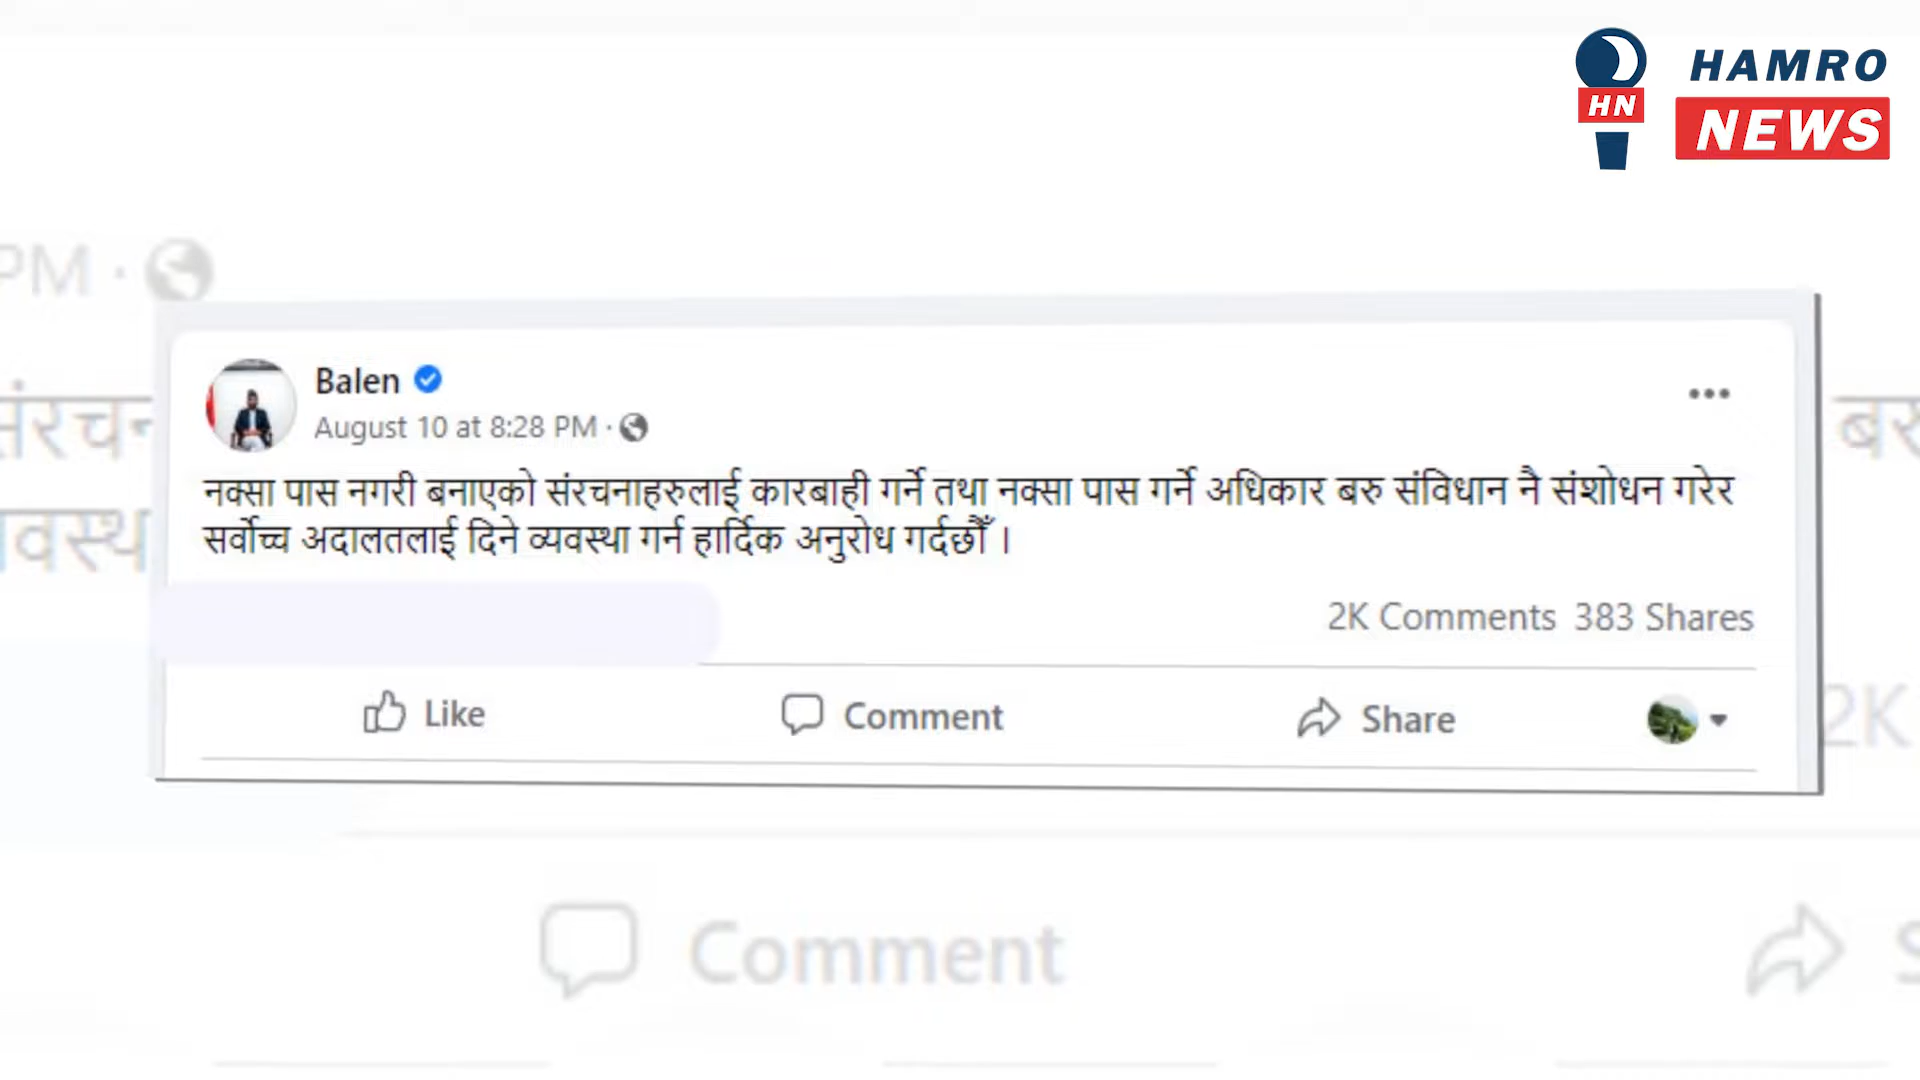 HAMRO
HN
NEWS
PM ·
Balen
August 10 at 8:28 PM ·
नक्सा पास नगरी बनाएको संरचनाहरुलाई कारबाही गर्ने तथा नक्सा पास गर्ने अधिकार बरु संविधान नै संशोधन गरेर
सर्वोच्च अदालतलाई दिने व्यवस्था गर्न हार्दिक अनुरोध गर्दछौँ ।
2K Comments 383 Shares
Like Comment Share
2K
Comment